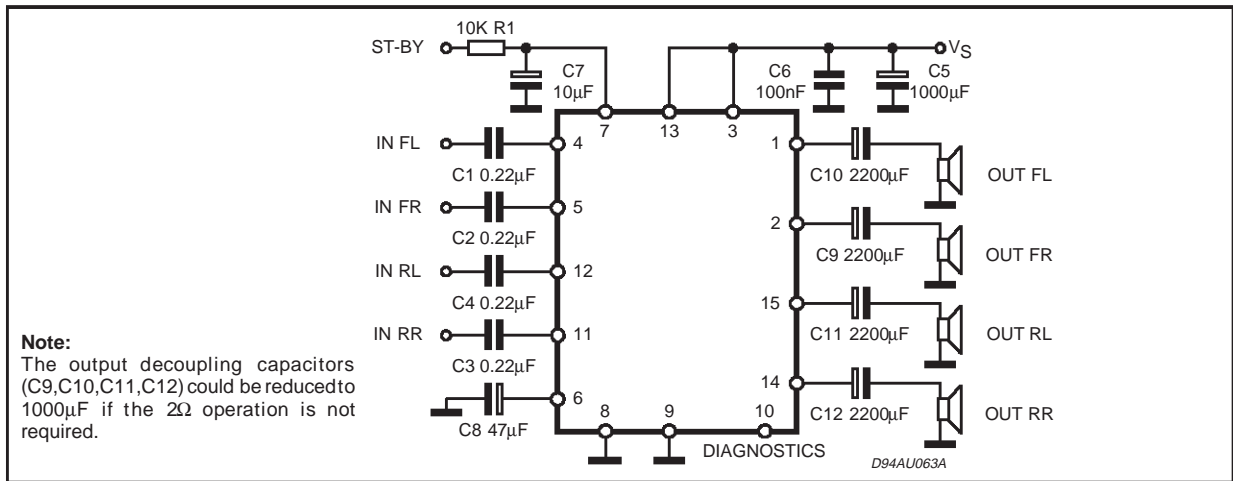 10K R1
ST-BY
C7
10µF
C6
100nF
C5
1000µF
VS
7
13
3
IN FL
4
C1 0.22µF
IN FR
5
C2 0.22µF
IN RL
12
C4 0.22µF
IN RR
11
C3 0.22µF
6
C8 47µF
8
9
10
DIAGNOSTICS
1
C10 2200µF
OUT FL
2
C9 2200µF
OUT FR
15
C11 2200µF
OUT RL
14
C12 2200µF
OUT RR
D94AU063A
Note:
The output decoupling capacitors
(C9,C10,C11,C12) could be reduced to
1000µF if the 2Ω operation is not
required.